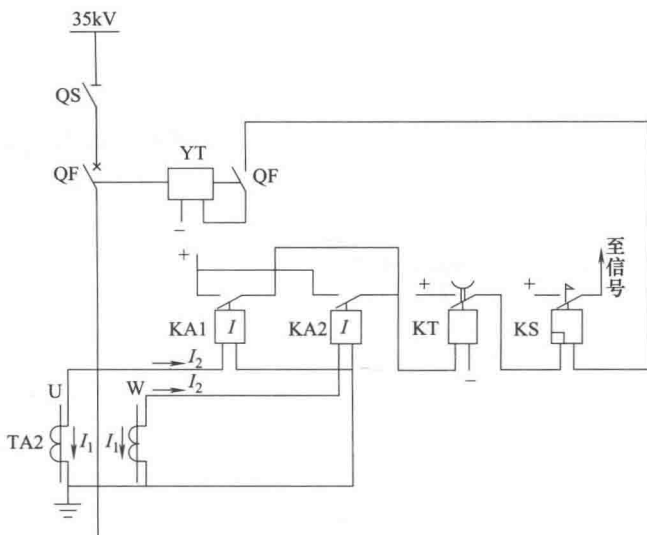 35kV
QS
QF
YT
QF
−
+
+
+
至信号
KA1
I
KA2
I
KT
KS
−
−
I₂
U
W
I₂
TA2
I₁
I₁